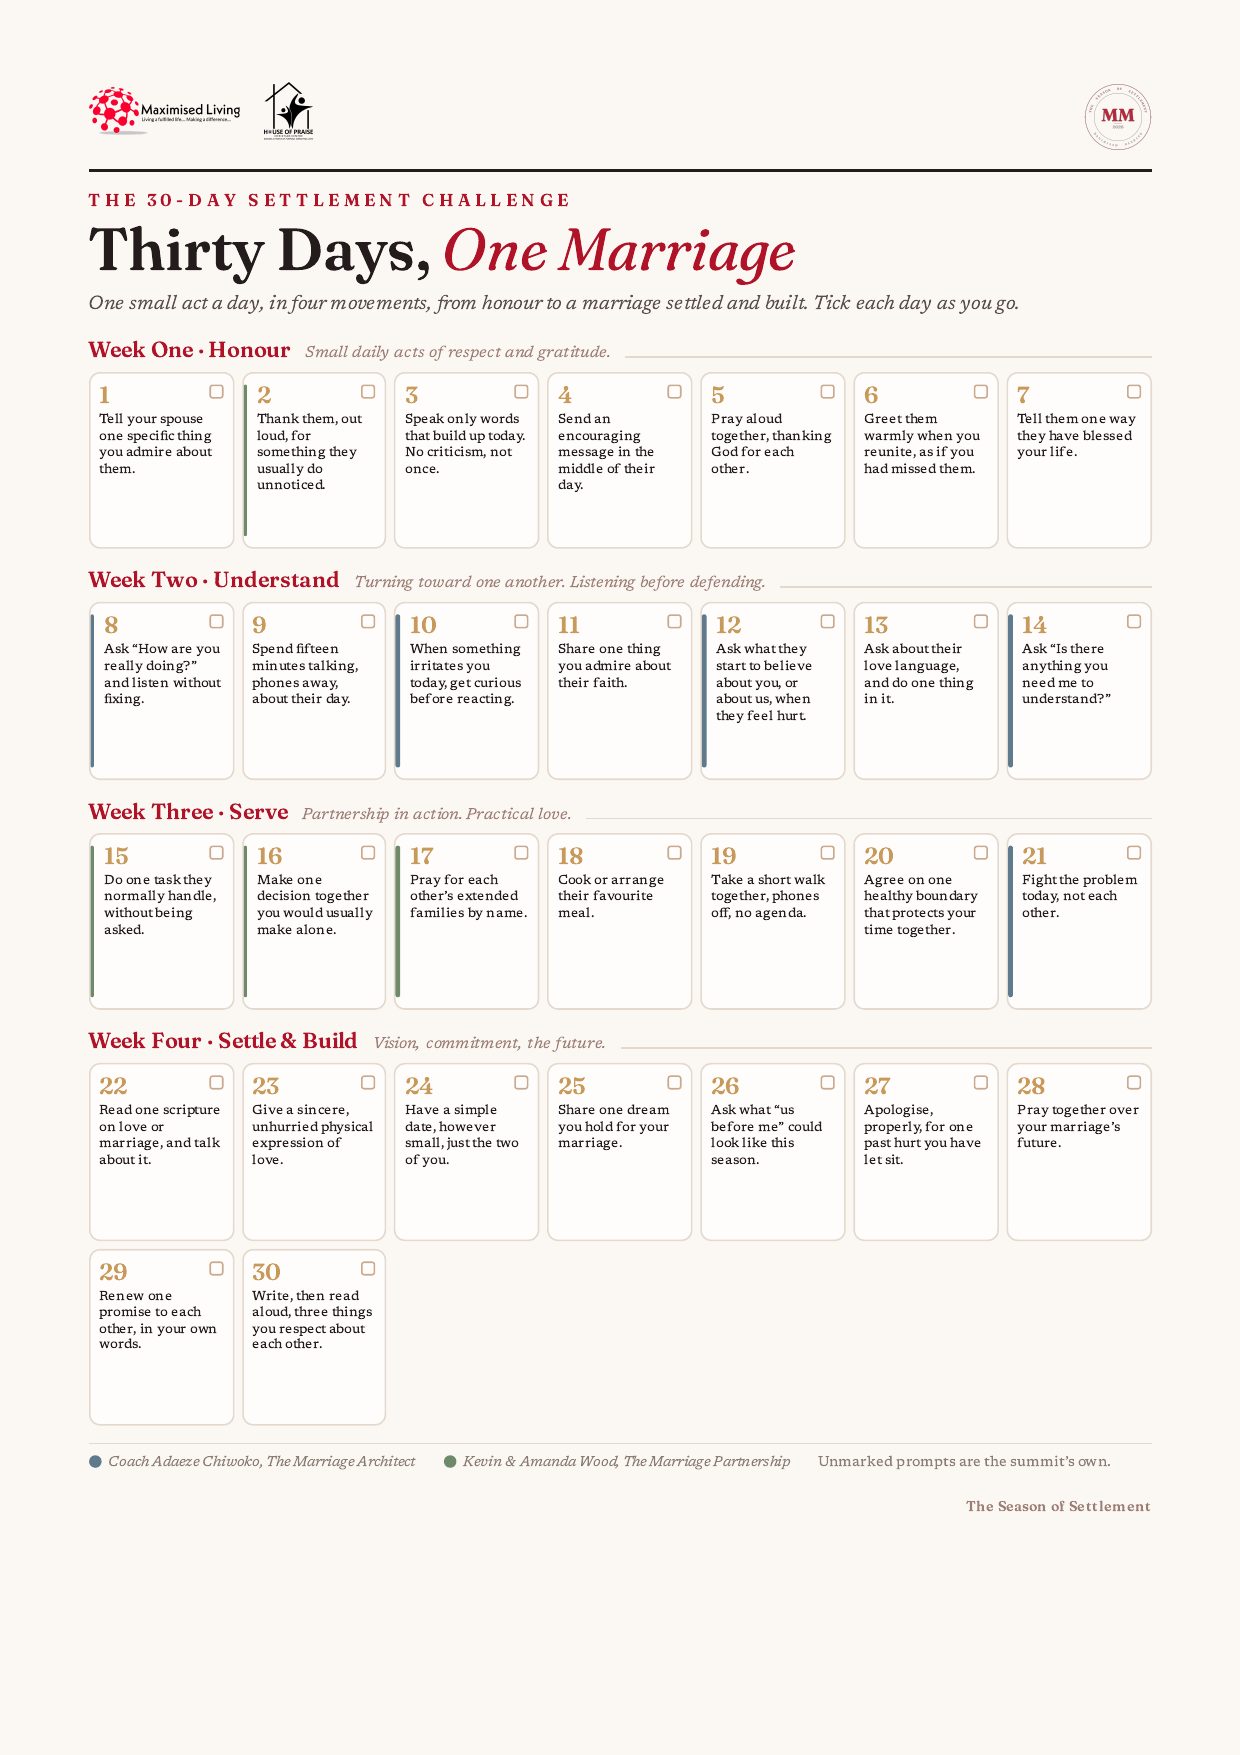 Maximised Living
Living a fulfilled life... Making a difference...
HOUSE OF PRAISE
MM
2026
THE 30-DAY SETTLEMENT CHALLENGE
Thirty Days, One Marriage
One small act a day, in four movements, from honour to a marriage settled and built. Tick each day as you go.
Week One · Honour Small daily acts of respect and gratitude.
1
Tell your spouse
one specific thing
you admire about
them.
2
Thank them, out
loud, for
something they
usually do
unnoticed.
3
Speak only words
that build up today.
No criticism, not
once.
4
Send an
encouraging
message in the
middle of their
day.
5
Pray aloud
together, thanking
God for each
other.
6
Greet them
warmly when you
reunite, as if you
had missed them.
7
Tell them one way
they have blessed
your life.
Week Two · Understand Turning toward one another. Listening before defending.
8
Ask “How are you
really doing?”
and listen without
fixing.
9
Spend fifteen
minutes talking,
phones away,
about their day.
10
When something
irritates you
today, get curious
before reacting.
11
Share one thing
you admire about
their faith.
12
Ask what they
start to believe
about you, or
about us, when
they feel hurt.
13
Ask about their
love language,
and do one thing
in it.
14
Ask “Is there
anything you
need me to
understand?”
Week Three · Serve Partnership in action. Practical love.
15
Do one task they
normally handle,
without being
asked.
16
Make one
decision together
you would usually
make alone.
17
Pray for each
other’s extended
families by name.
18
Cook or arrange
their favourite
meal.
19
Take a short walk
together, phones
off, no agenda.
20
Agree on one
healthy boundary
that protects your
time together.
21
Fight the problem
today, not each
other.
Week Four · Settle & Build Vision, commitment, the future.
22
Read one scripture
on love or
marriage, and talk
about it.
23
Give a sincere,
unhurried physical
expression of
love.
24
Have a simple
date, however
small, just the two
of you.
25
Share one dream
you hold for your
marriage.
26
Ask what “us
before me” could
look like this
season.
27
Apologise,
properly, for one
past hurt you have
let sit.
28
Pray together over
your marriage’s
future.
29
Renew one
promise to each
other, in your own
words.
30
Write, then read
aloud, three things
you respect about
each other.
Coach Adaeze Chiwoko, The Marriage Architect Kevin & Amanda Wood, The Marriage Partnership Unmarked prompts are the summit’s own.
The Season of Settlement